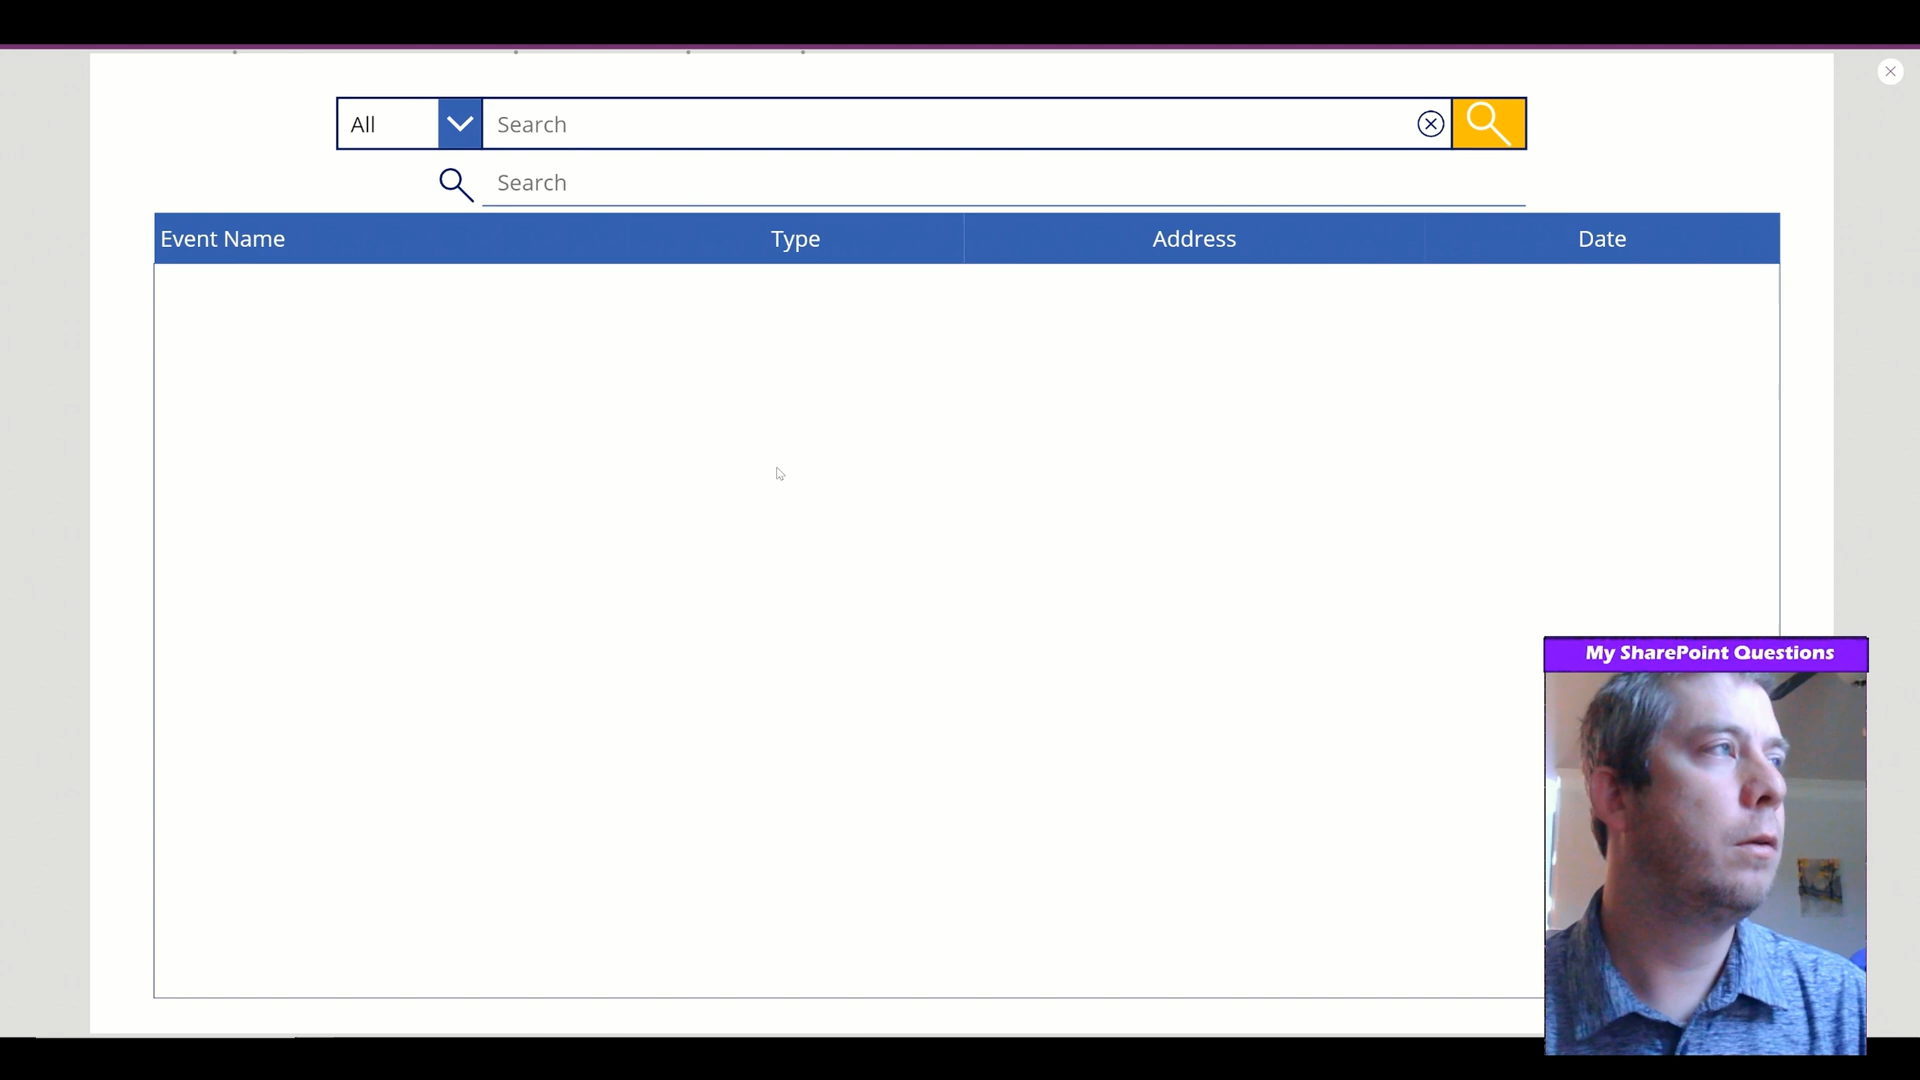 All
Search
Search
Event Name Type Address Date
My SharePoint Questions